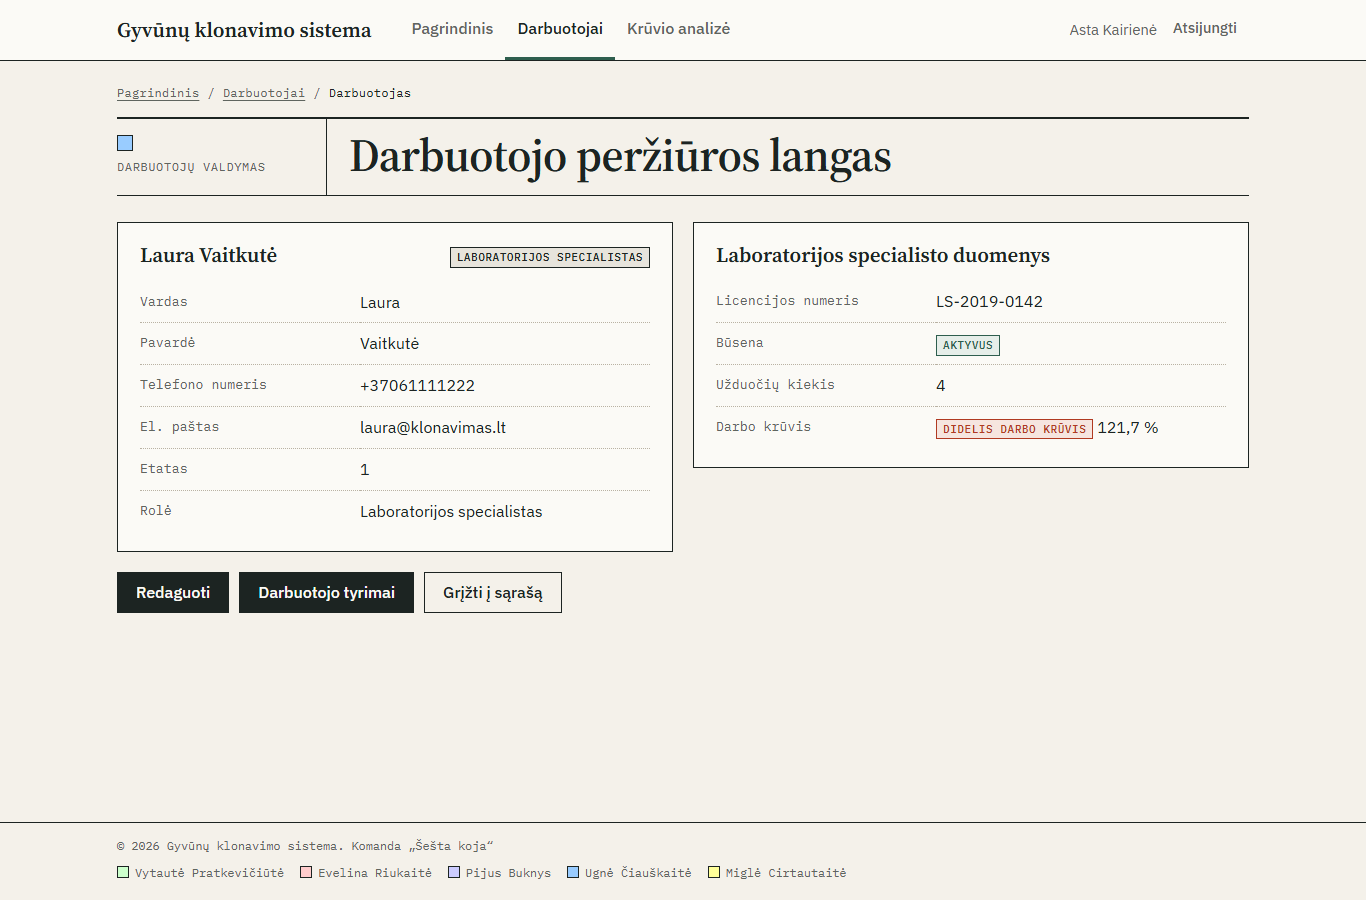 Gyvūnų klonavimo sistema
Pagrindinis
Darbuotojai
Krūvio analizė
Asta Kairienė
Atsijungti
Pagrindinis / Darbuotojai / Darbuotojas
DARBUOTOJŲ VALDYMAS
Darbuotojo peržiūros langas
Laura Vaitkutė
LABORATORIJOS SPECIALISTAS
Vardas
Laura
Pavardė
Vaitkutė
Telefono numeris
+37061111222
El. paštas
laura@klonavimas.lt
Etatas
1
Rolė
Laboratorijos specialistas
Laboratorijos specialisto duomenys
Licencijos numeris
LS-2019-0142
Būsena
AKTYVUS
Užduočių kiekis
4
Darbo krūvis
DIDELIS DARBO KRŪVIS 121,7 %
Redaguoti
Darbuotojo tyrimai
Grįžti į sąrašą
© 2026 Gyvūnų klonavimo sistema. Komanda „Šešta koja“
Vytautė Pratkevičiūtė
Evelina Riukaitė
Pijus Buknys
Ugnė Čiauškaitė
Miglė Cirtautaitė